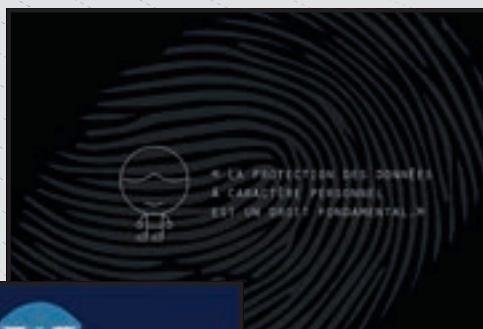 « LA PROTECTION DES DONNÉES
À CARACTÈRE PERSONNEL
EST UN DROIT FONDAMENTAL.»